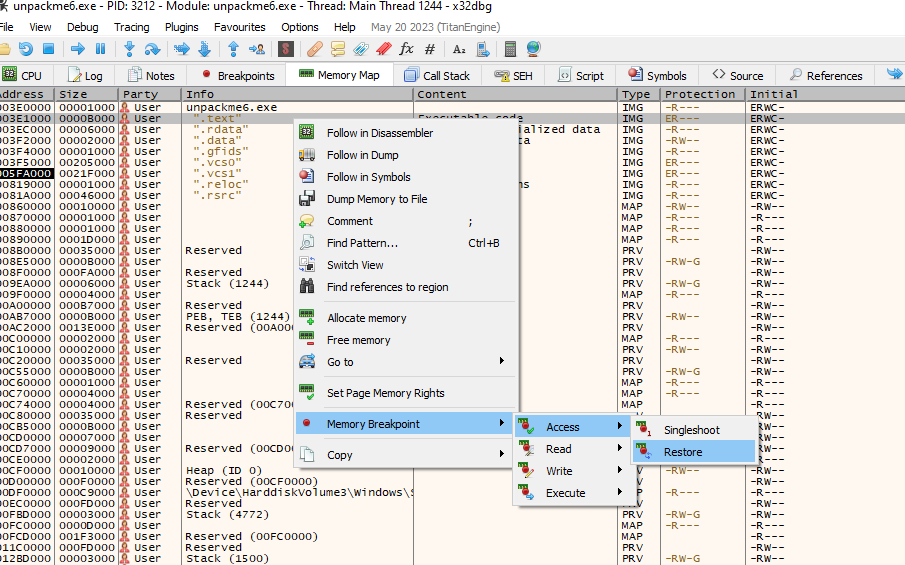 unpackme6.exe - PID: 3212 - Module: unpackme6.exe - Thread: Main Thread 1244 - x32dbg
File View Debug Tracing Plugins Favourites Options Help May 20 2023 (TitanEngine)
CPU Log Notes Breakpoints Memory Map Call Stack SEH Script Symbols Source References
Address Size Party Info Content Type Protection Initial
003E0000 00001000 User unpackme6.exe IMG -R--- ERWC-
003E1000 0000B000 User ".text" Executable code IMG ER--- ERWC-
003EC000 00006000 User ".rdata" ialized data IMG -R--- ERWC-
003F2000 00002000 User ".data" ta IMG -RW-- ERWC-
003F4000 00001000 User ".gfids" IMG -R--- ERWC-
003F5000 00205000 User ".vcs0" IMG ER--- ERWC-
005FA000 0021F000 User ".vcs1" IMG ER--- ERWC-
00819000 00001000 User ".reloc" ns IMG -R--- ERWC-
0081A000 00046000 User ".rsrc" IMG -R--- ERWC-
00860000 00010000 User MAP -RW-- -RW--
00870000 00001000 User MAP -R--- -R---
00880000 00001000 User MAP -R--- -R---
00890000 0001D000 User MAP -R--- -R---
008B0000 00035000 User Reserved PRV -RW--
008E5000 0000B000 User PRV -RW-G -RW--
008F0000 000FA000 User Reserved PRV -RW--
009EA000 00006000 User Stack (1244) PRV -RW-G -RW--
009F0000 00004000 User MAP -R--- -R---
00A00000 000B7000 User Reserved PRV -RW--
00AB7000 0000B000 User PEB, TEB (1244) PRV -RW-- -RW--
00AC2000 0013E000 User Reserved (00A000 PRV -RW--
00C00000 00002000 User MAP -R--- -R---
00C10000 00002000 User PRV -RW-- -RW--
00C20000 00035000 User Reserved PRV -RW--
00C55000 0000B000 User PRV -RW-G -RW--
00C60000 00001000 User MAP -R--- -R---
00C70000 00004000 User
00C74000 00004000 User Reserved (00C70
00C80000 00035000 User Reserved
00CB5000 0000B000 User
00CD0000 00007000 User
00CD7000 00009000 User Reserved (00CD0
00CE0000 00002000 User
00CF0000 00010000 User Heap (ID 0)
00D00000 000F0000 User Reserved (00CF0000)
00DF0000 000C9000 User \Device\HarddiskVolume3\Windows\S MAP -R--- -R---
00EC0000 000FD000 User Reserved PRV -RW--
00FBD000 00003000 User Stack (4772) PRV -RW-G -RW--
00FC0000 0000D000 User MAP -R--- -R---
00FCD000 001F3000 User Reserved (00FC0000) MAP -R---
011C0000 000FD000 User Reserved PRV -RW--
012BD000 00003000 User Stack (1500) PRV -RW-G -RW--
Follow in Disassembler
Follow in Dump
Follow in Symbols
Dump Memory to File
Comment ;
Find Pattern... Ctrl+B
Switch View
Find references to region
Allocate memory
Free memory
Go to
Set Page Memory Rights
Memory Breakpoint
Copy
Access
Read
Write
Execute
Singleshoot
Restore